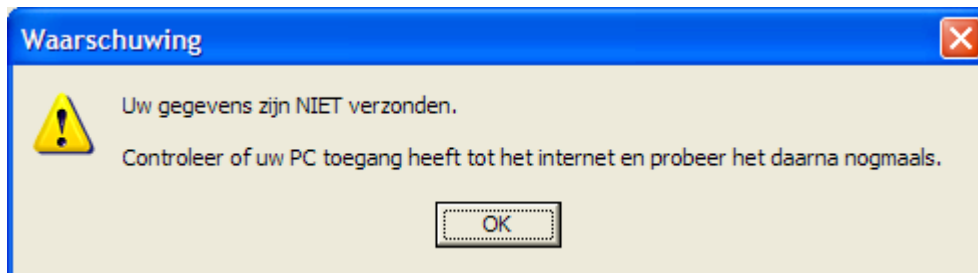 Waarschuwing
Uw gegevens zijn NIET verzonden.
Controleer of uw PC toegang heeft tot het internet en probeer het daarna nogmaals.
OK